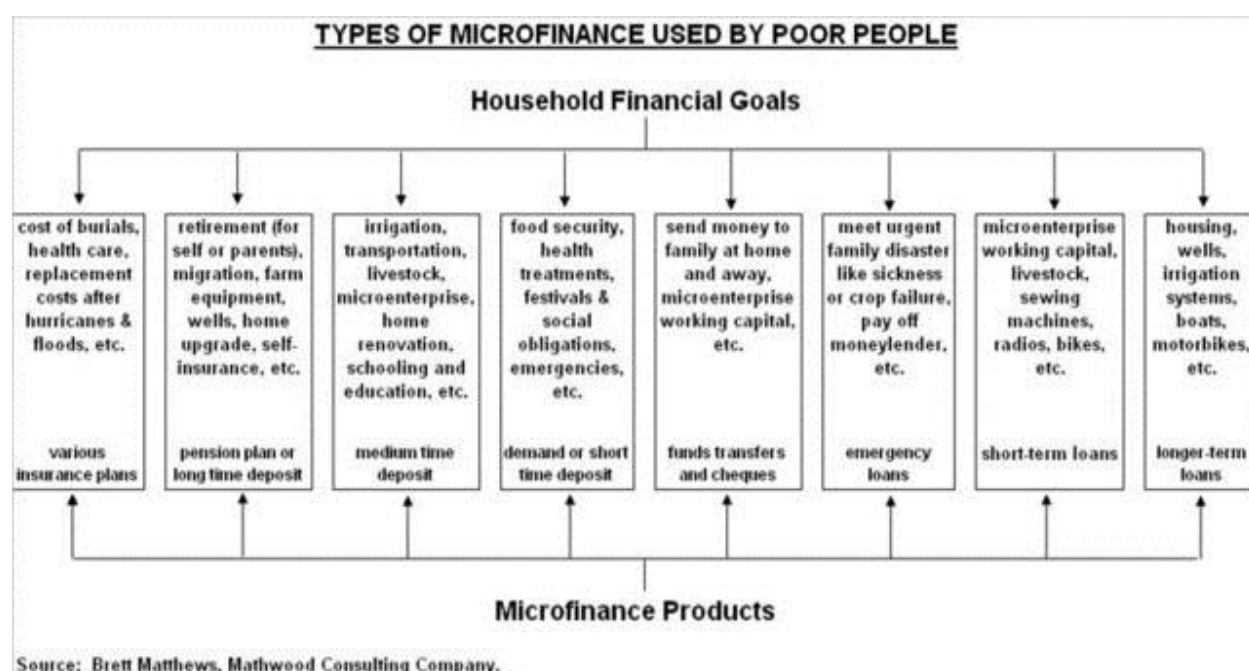 TYPES OF MICROFINANCE USED BY POOR PEOPLE
Household Financial Goals
cost of burials,
health care,
replacement
costs after
hurricanes &
floods, etc.
various
insurance plans
retirement (for
self or parents),
migration, farm
equipment,
wells, home
upgrade, self-
insurance, etc.
pension plan or
long time deposit
irrigation,
transportation,
livestock,
microenterprise,
home
renovation,
schooling and
education, etc.
medium time
deposit
food security,
health
treatments,
festivals &
social
obligations,
emergencies,
etc.
demand or short
time deposit
send money to
family at home
and away,
microenterprise
working capital,
etc.
funds transfers
and cheques
meet urgent
family disaster
like sickness
or crop failure,
pay off
moneylender,
etc.
emergency
loans
microenterprise
working capital,
livestock,
sewing
machines,
radios, bikes,
etc.
short-term loans
housing,
wells,
irrigation
systems,
boats,
motorbikes,
etc.
longer-term
loans
Microfinance Products
Source: Brett Matthews, Mathwood Consulting Company.